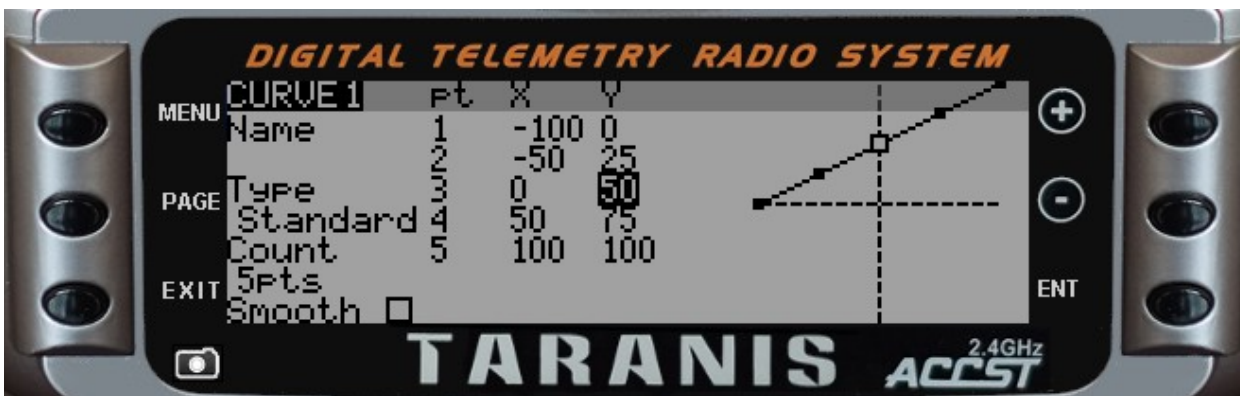 DIGITAL TELEMETRY RADIO SYSTEM
MENU
CURVE 1 pt X Y
Name 1 -100 0
2 -50 25
PAGE
Type 3 0 50
Standard 4 50 75
Count 5 100 100
EXIT
5pts
Smooth
+
-
ENT
TARANIS
2.4GHz
ACCST